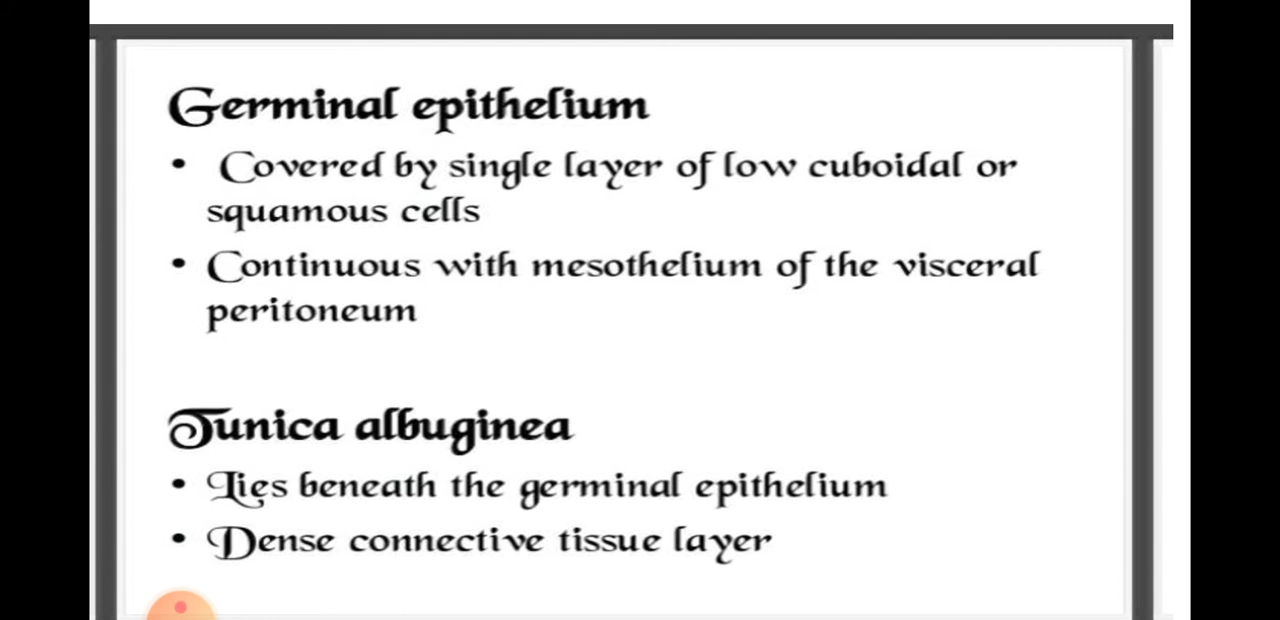 Germinal epithelium
• Covered by single layer of low cuboidal or
squamous cells
• Continuous with mesothelium of the visceral
peritoneum
Tunica albuginea
• Lies beneath the germinal epithelium
• Dense connective tissue layer